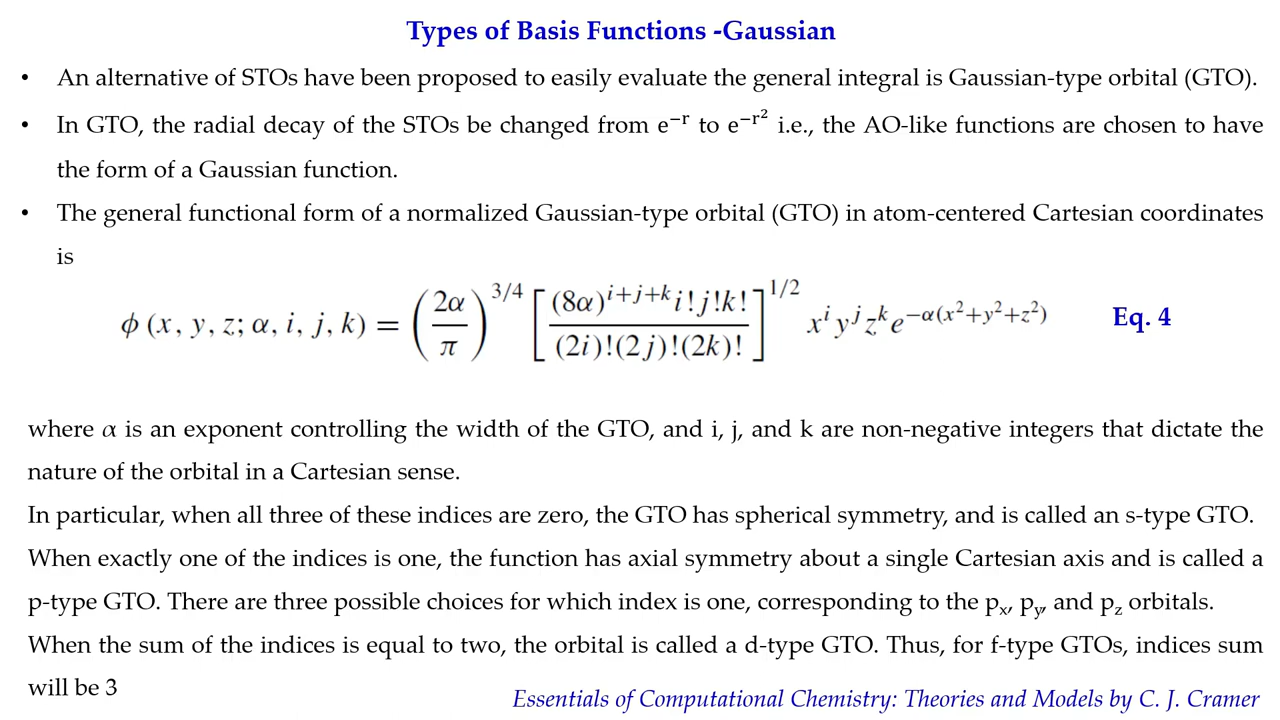 Types of Basis Functions -Gaussian
• An alternative of STOs have been proposed to easily evaluate the general integral is Gaussian-type orbital (GTO).
• In GTO, the radial decay of the STOs be changed from e⁻ʳ to e^(−r²) i.e., the AO-like functions are chosen to have
the form of a Gaussian function.
• The general functional form of a normalized Gaussian-type orbital (GTO) in atom-centered Cartesian coordinates
is
ϕ (x, y, z; α, i, j, k) = (2α/π)^(3/4) [(8α)^(i+j+k) i!j!k! / (2i)!(2j)!(2k)!]^(1/2) x^i y^j z^k e^(−α(x²+y²+z²)) Eq. 4
where α is an exponent controlling the width of the GTO, and i, j, and k are non-negative integers that dictate the
nature of the orbital in a Cartesian sense.
In particular, when all three of these indices are zero, the GTO has spherical symmetry, and is called an s-type GTO.
When exactly one of the indices is one, the function has axial symmetry about a single Cartesian axis and is called a
p-type GTO. There are three possible choices for which index is one, corresponding to the p_x, p_y, and p_z orbitals.
When the sum of the indices is equal to two, the orbital is called a d-type GTO. Thus, for f-type GTOs, indices sum
will be 3
Essentials of Computational Chemistry: Theories and Models by C. J. Cramer